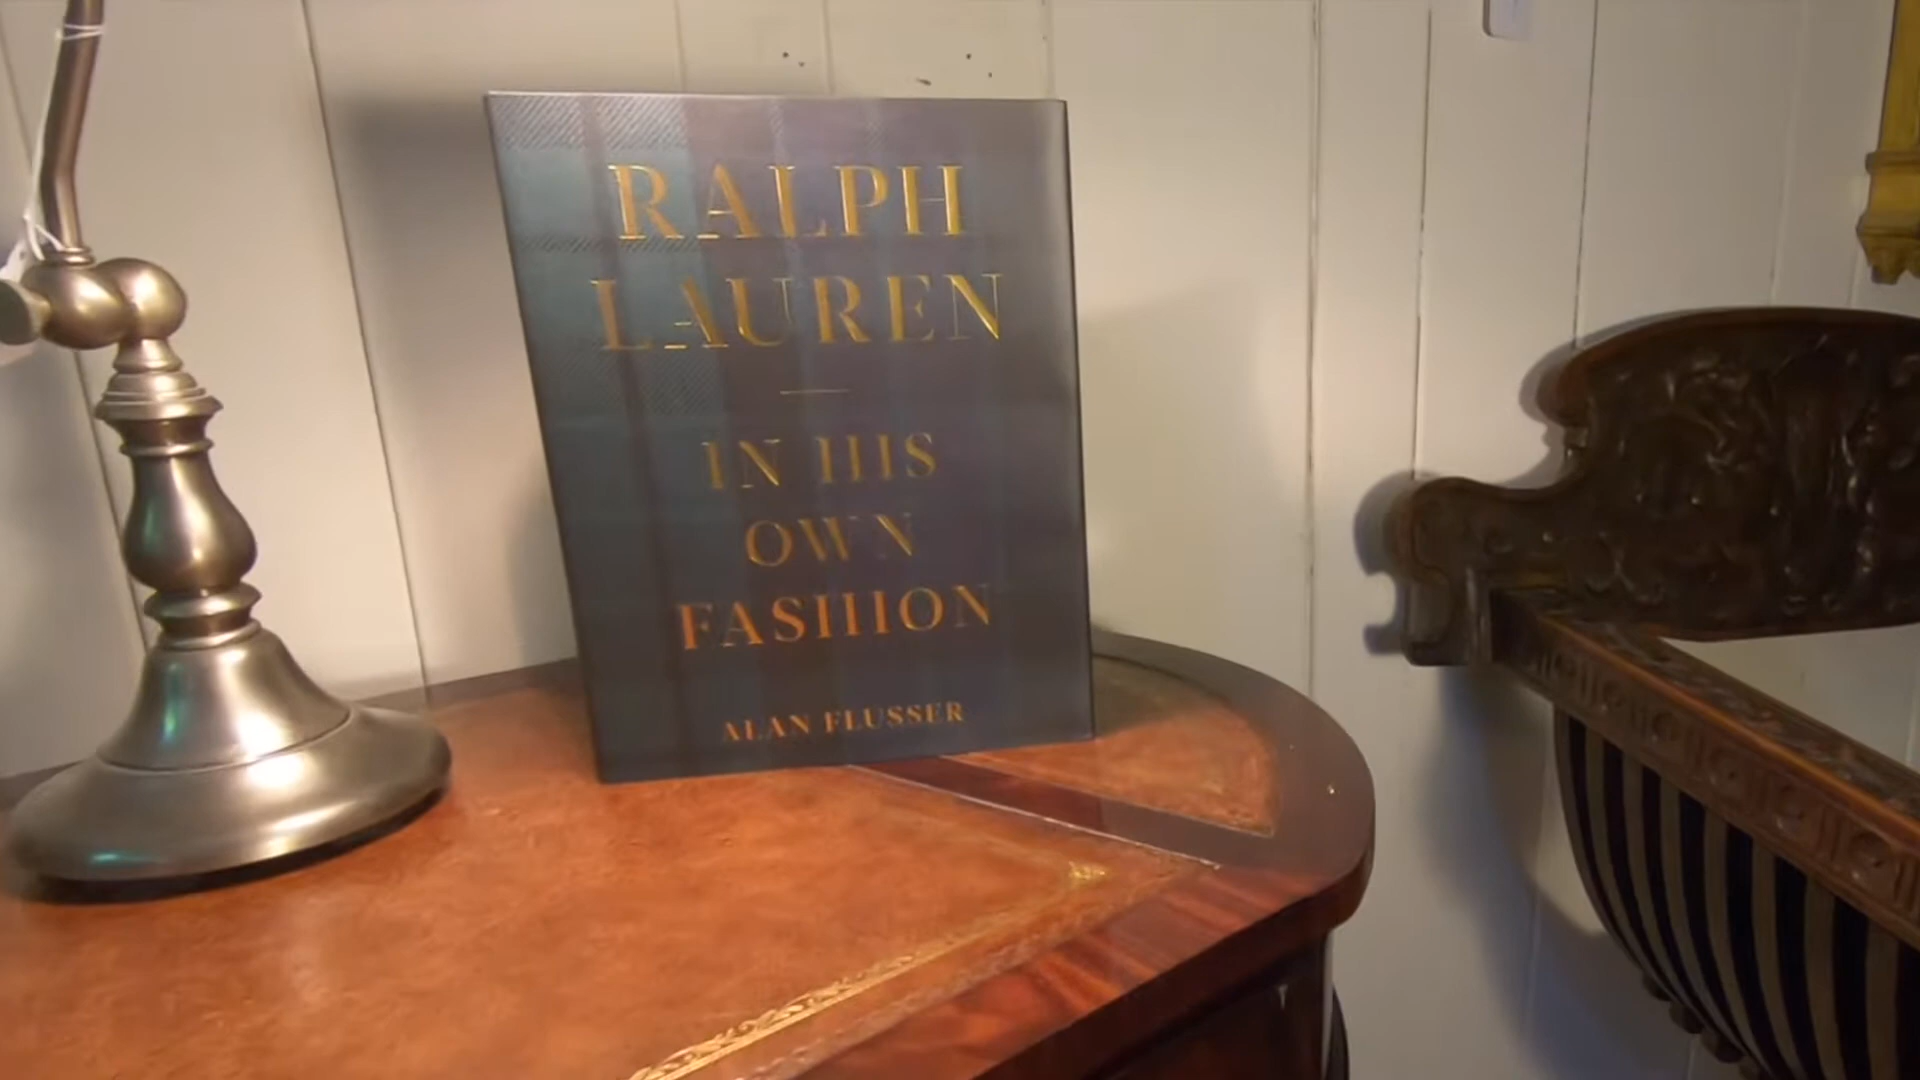 RALPH
LAUREN
IN HIS
OWN
FASHION
ALAN FLUSSER